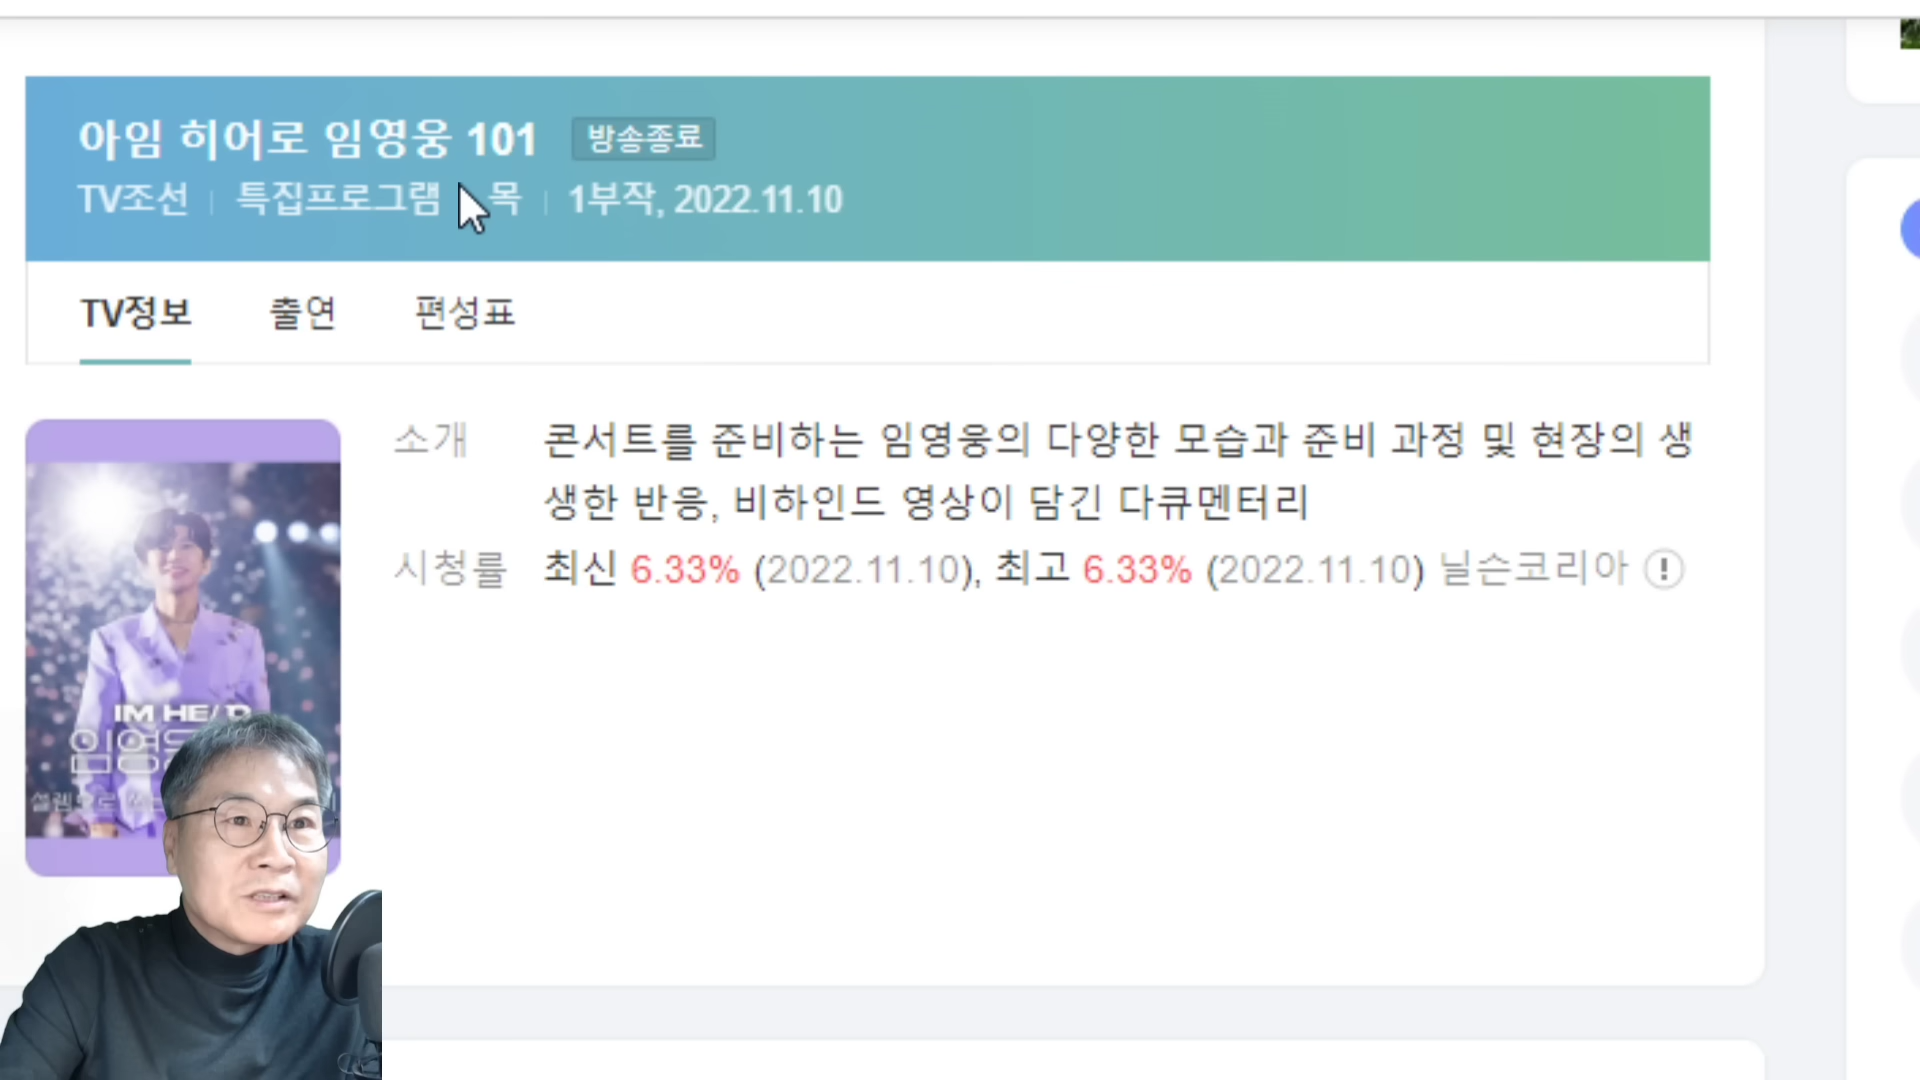 아임 히어로 임영웅 101 방송종료
TV조선 | 특집프로그램 목 | 1부작, 2022.11.10
TV정보 출연 편성표
소개 콘서트를 준비하는 임영웅의 다양한 모습과 준비 과정 및 현장의 생
생한 반응, 비하인드 영상이 담긴 다큐멘터리
시청률 최신 6.33% (2022.11.10), 최고 6.33% (2022.11.10) 닐슨코리아
IM HE
임영